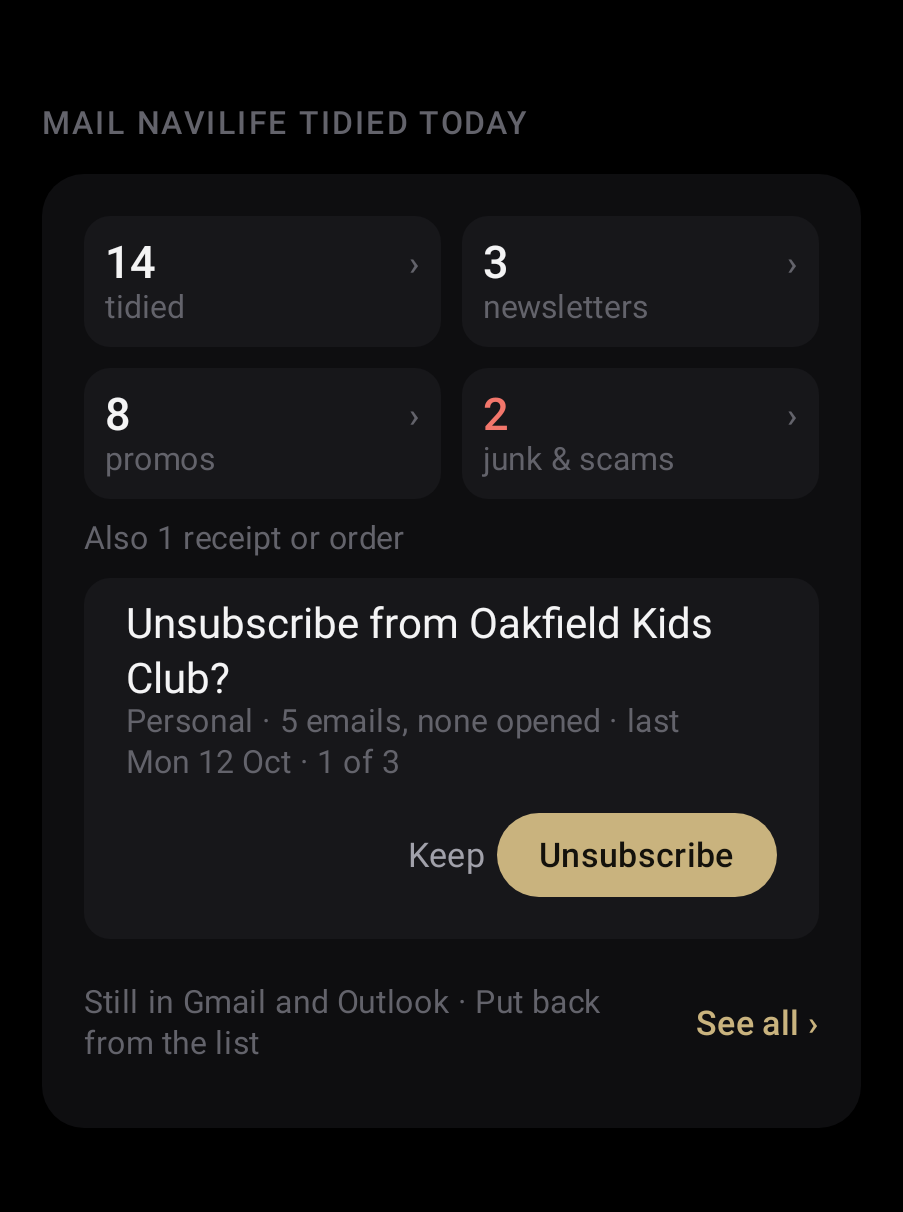 MAIL NAVILIFE TIDIED TODAY
14 ›
tidied
3 ›
newsletters
8 ›
promos
2 ›
junk & scams
Also 1 receipt or order
Unsubscribe from Oakfield Kids
Club?
Personal · 5 emails, none opened · last
Mon 12 Oct · 1 of 3
Keep Unsubscribe
Still in Gmail and Outlook · Put back
from the list
See all ›